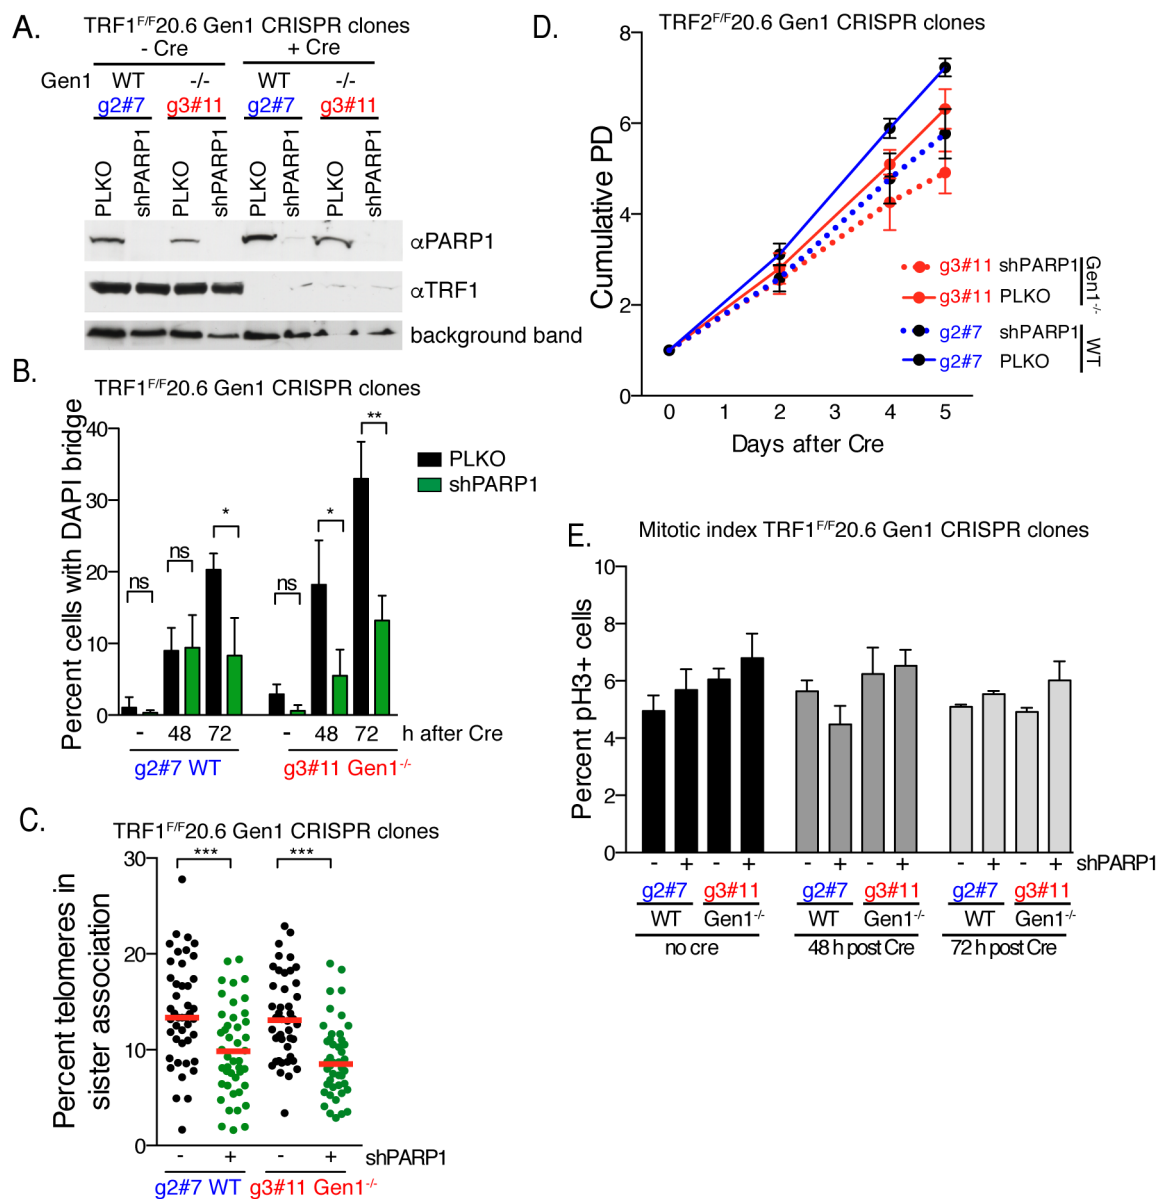 A.
TRF1F/F20.6 Gen1 CRISPR clones
- Cre + Cre
Gen1 WT -/- WT -/-
g2#7 g3#11 g2#7 g3#11
PLKO shPARP1 PLKO shPARP1 PLKO shPARP1 PLKO shPARP1
αPARP1
αTRF1
background band
B.
TRF1F/F20.6 Gen1 CRISPR clones
Percent cells with DAPI bridge
40
30
20
10
0
ns ns * ns * **
PLKO
shPARP1
- 48 72 - 48 72 h after Cre
g2#7 WT g3#11 Gen1-/-
C.
TRF1F/F20.6 Gen1 CRISPR clones
Percent telomeres in
sister association
30
20
10
0
*** ***
- + - + shPARP1
g2#7 WT g3#11 Gen1-/-
D.
TRF2F/F20.6 Gen1 CRISPR clones
Cumulative PD
8
6
4
2
0
0 1 2 3 4 5
Days after Cre
g3#11 shPARP1
g3#11 PLKO
Gen1-/-
g2#7 shPARP1
g2#7 PLKO
WT
E.
Mitotic index TRF1F/F20.6 Gen1 CRISPR clones
Percent pH3+ cells
10
8
6
4
2
0
- + - + - + - + - + - + shPARP1
g2#7 g3#11 g2#7 g3#11 g2#7 g3#11
WT Gen1-/- WT Gen1-/- WT Gen1-/-
no cre 48 h post Cre 72 h post Cre